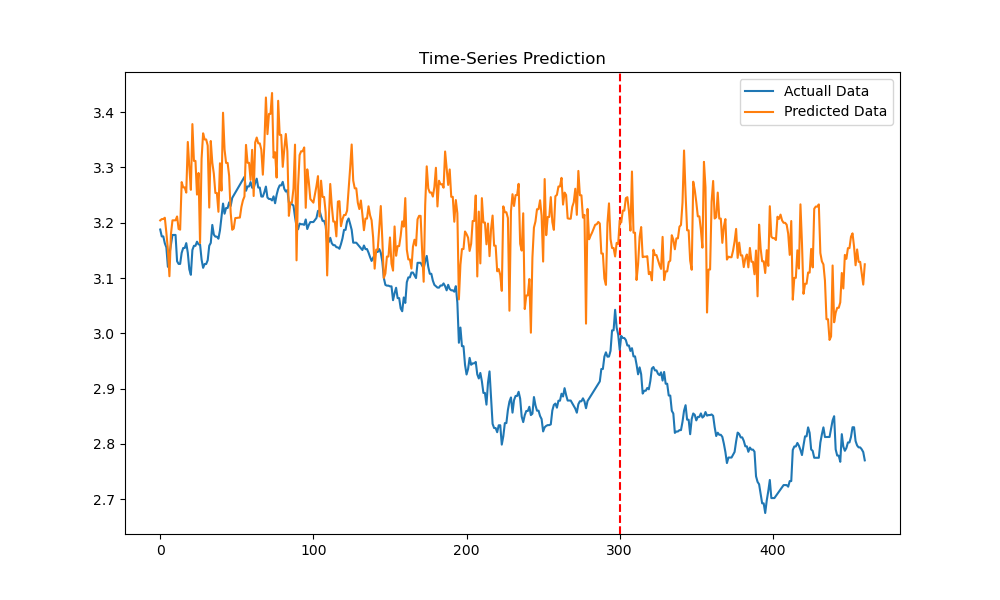 Time-Series Prediction
Actuall Data
Predicted Data
3.4
3.3
3.2
3.1
3.0
2.9
2.8
2.7
0 100 200 300 400